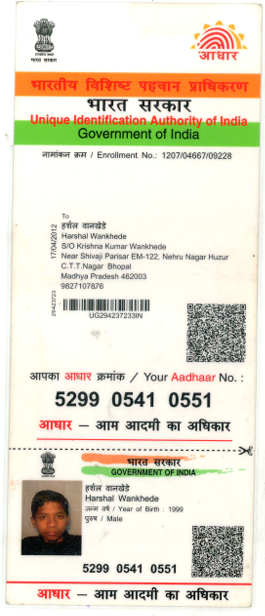 भारत सरकार
आधार
भारतीय विशिष्ट पहचान प्राधिकरण
भारत सरकार
Unique Identification Authority of India
Government of India
नामांकन क्रम / Enrollment No.: 1207/04667/09228
To
हर्शल वानखेडे
Harshal Wankhede
S/O Krishna Kumar Wankhede
Near Shivaji Parisar EM-122, Nehru Nagar Huzur
C.T.T.Nagar Bhopal
Madhya Pradesh 462003
9827107876
17/04/2012
29423723
UG294237233IN
आपका आधार क्रमांक / Your Aadhaar No. :
5299 0541 0551
आधार – आम आदमी का अधिकार
भारत सरकार
GOVERNMENT OF INDIA
हर्शल वानखेडे
Harshal Wankhede
जन्म वर्ष / Year of Birth : 1999
पुरुष / Male
5299 0541 0551
आधार – आम आदमी का अधिकार